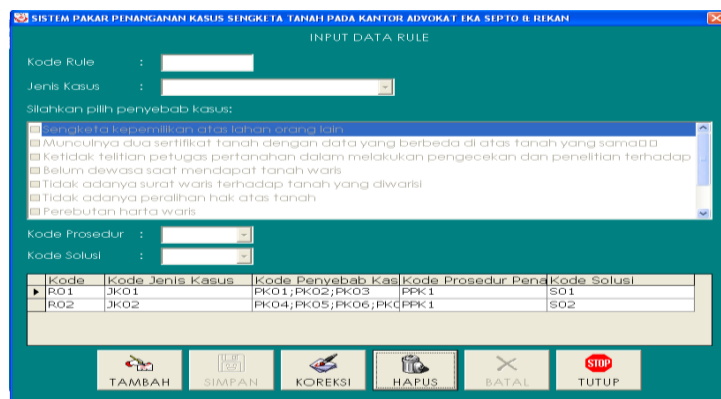 SISTEM PAKAR PENANGANAN KASUS SENGKETA TANAH PADA KANTOR ADVOKAT EKA SEPTO & REKAN
INPUT DATA RULE
Kode Rule :
Jenis Kasus :
Silahkan pilih penyebab kasus:
Sengketa kepemilikan atas lahan orang lain
Munculnya dua sertifikat tanah dengan data yang berbeda di atas tanah yang sama□□
Ketidak telitian petugas pertanahan dalam melakukan pengecekan dan penelitian terhadap
Belum dewasa saat mendapat tanah waris
Tidak adanya surat waris terhadap tanah yang diwarisi
Tidak adanya peralihan hak atas tanah
Perebutan harta waris
Kode Prosedur :
Kode Solusi :
Kode Kode Jenis Kasus Kode Penyebab Kas Kode Prosedur Pena Kode Solusi
R01 JK01 PK01;PK02;PK03 PPK1 S01
R02 JK02 PK04;PK05;PK06;PK0 PPK1 S02
TAMBAH SIMPAN KOREKSI HAPUS BATAL STOP TUTUP